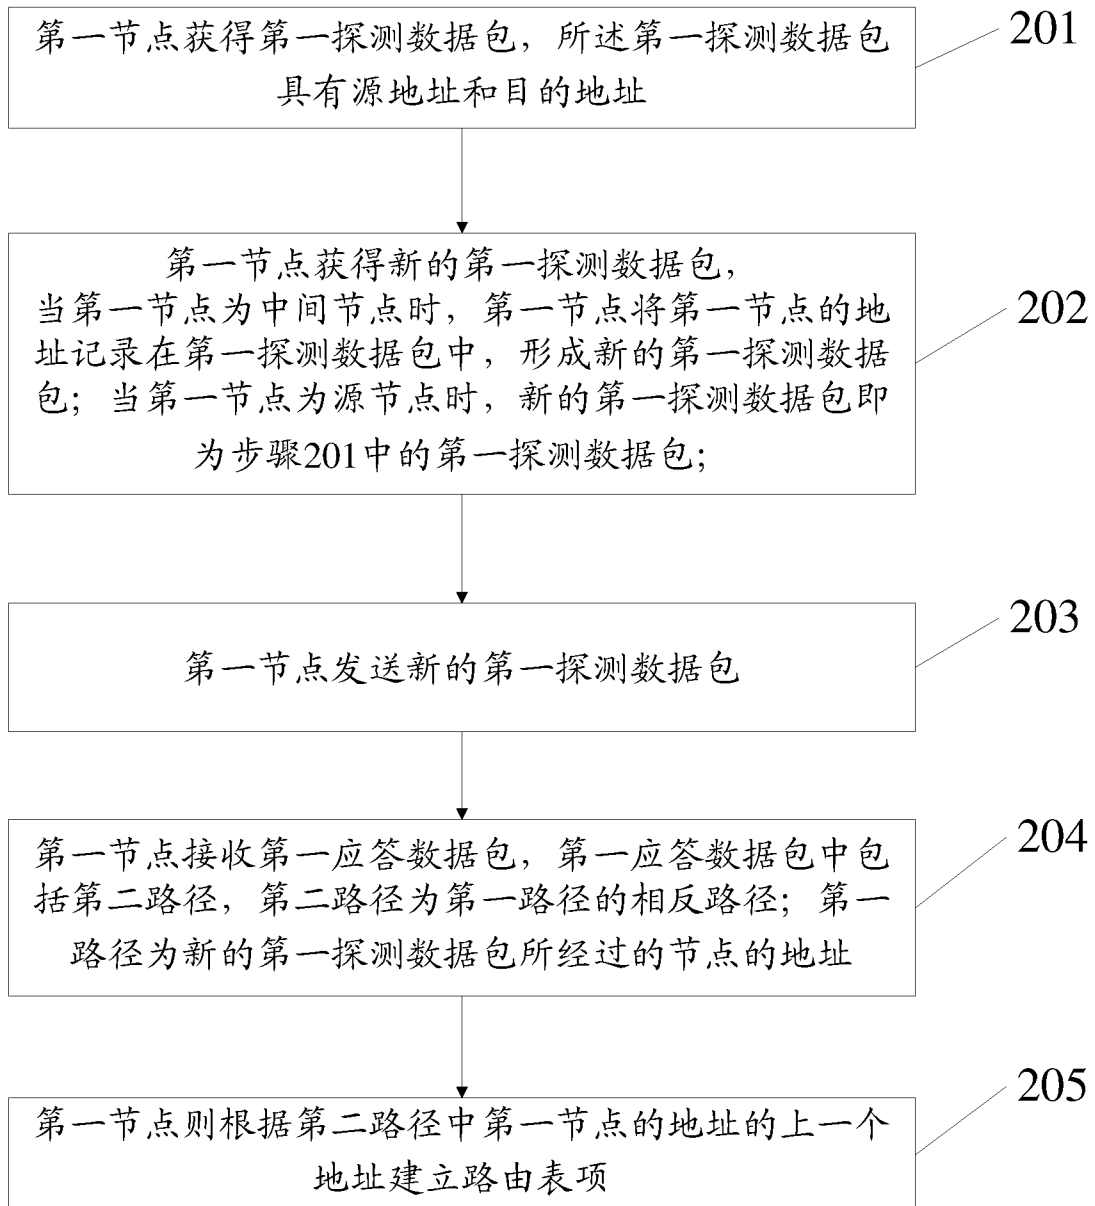 第一节点获得第一探测数据包，所述第一探测数据包
具有源地址和目的地址
201
第一节点获得新的第一探测数据包，
当第一节点为中间节点时，第一节点将第一节点的地
址记录在第一探测数据包中，形成新的第一探测数据
包；当第一节点为源节点时，新的第一探测数据包即
为步骤201中的第一探测数据包；
202
第一节点发送新的第一探测数据包
203
第一节点接收第一应答数据包，第一应答数据包中包
括第二路径，第二路径为第一路径的相反路径；第一
路径为新的第一探测数据包所经过的节点的地址
204
第一节点则根据第二路径中第一节点的地址的上一个
地址建立路由表项
205